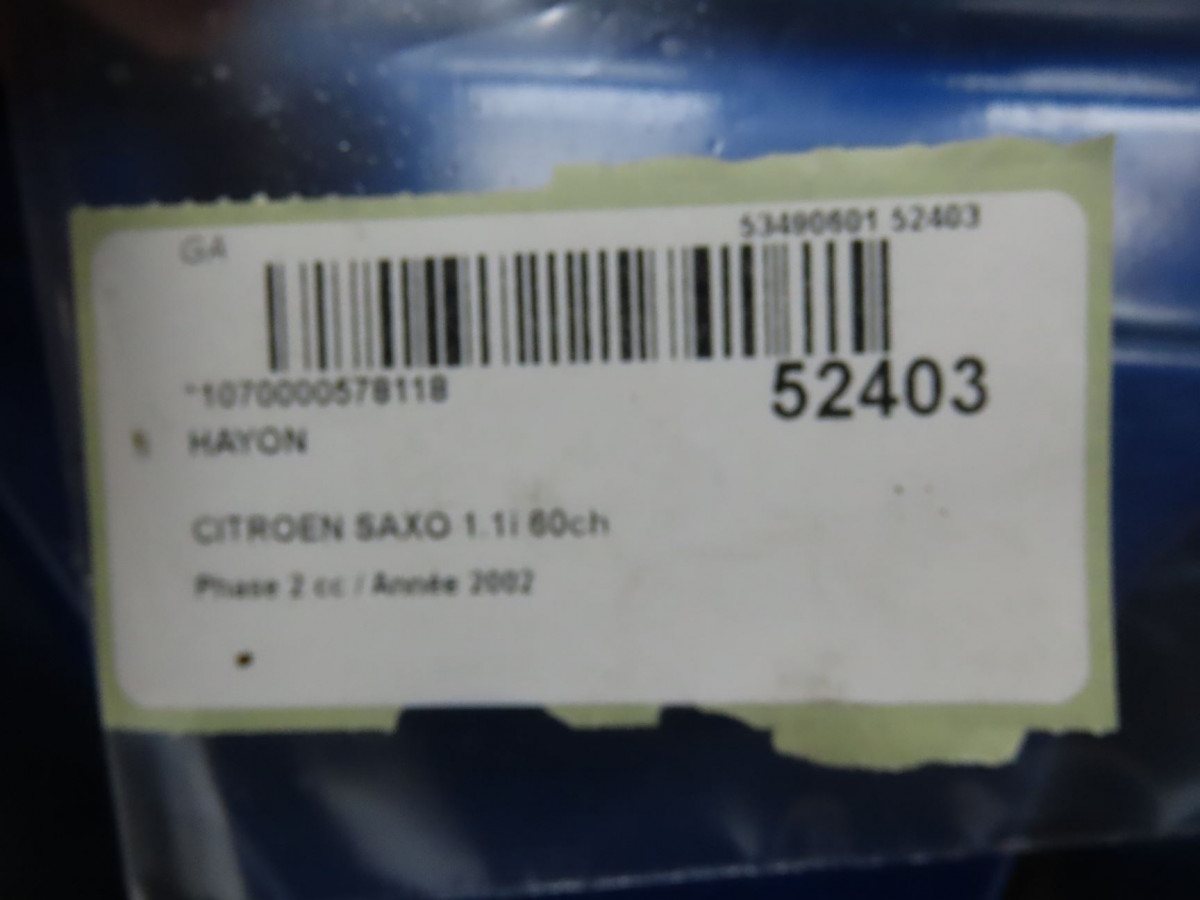 GA
53490601 52403
*1070000578118
52403
HAYON
CITROEN SAXO 1.1i 60ch
Phase 2 cc / Année 2002